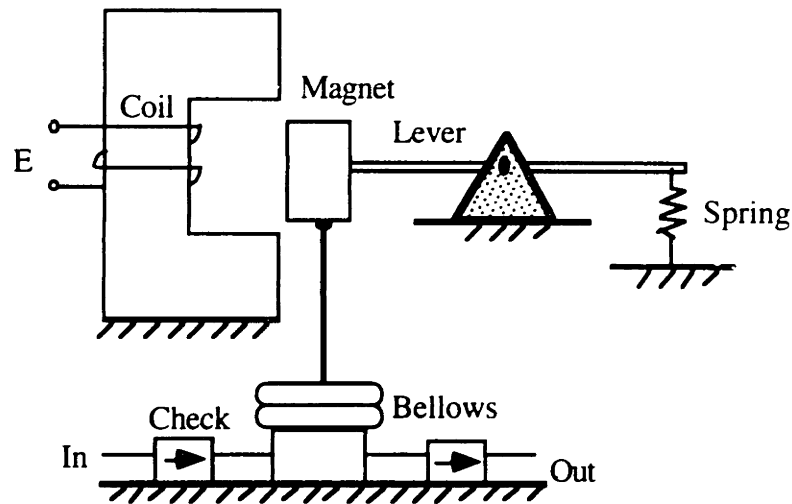 Magnet
Coil
Lever
E
Spring
Bellows
Check
In
Out